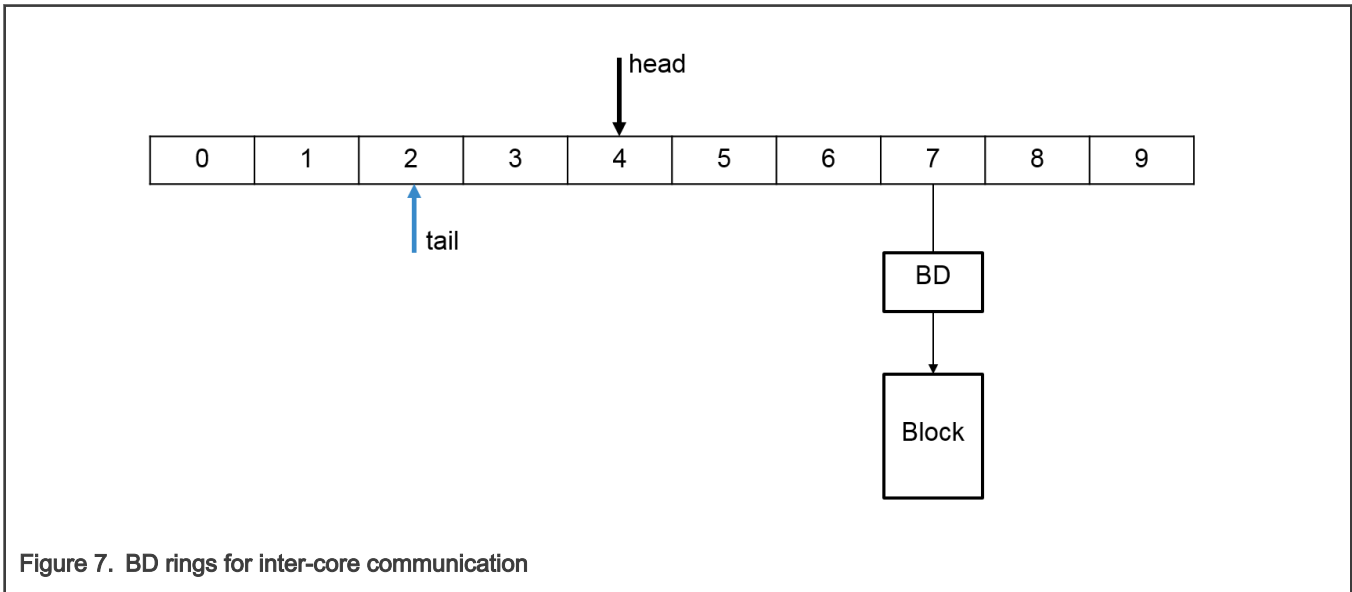 head
0 1 2 3 4 5 6 7 8 9
tail
BD
Block
Figure 7. BD rings for inter-core communication